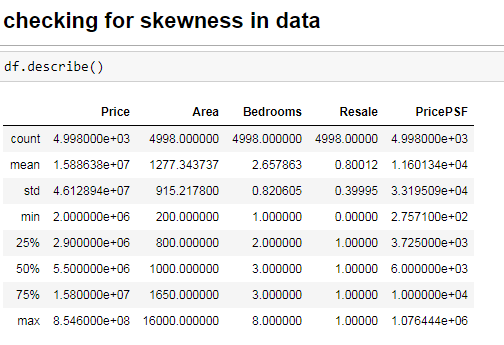 checking for skewness in data
df.describe()
Price Area Bedrooms Resale PricePSF
count 4.998000e+03 4998.000000 4998.000000 4998.00000 4.998000e+03
mean 1.588638e+07 1277.343737 2.657863 0.80012 1.160134e+04
std 4.612894e+07 915.217800 0.820605 0.39995 3.319509e+04
min 2.000000e+06 200.000000 1.000000 0.00000 2.757100e+02
25% 2.900000e+06 800.000000 2.000000 1.00000 3.725000e+03
50% 5.500000e+06 1000.000000 3.000000 1.00000 6.000000e+03
75% 1.580000e+07 1650.000000 3.000000 1.00000 1.000000e+04
max 8.546000e+08 16000.000000 8.000000 1.00000 1.076444e+06